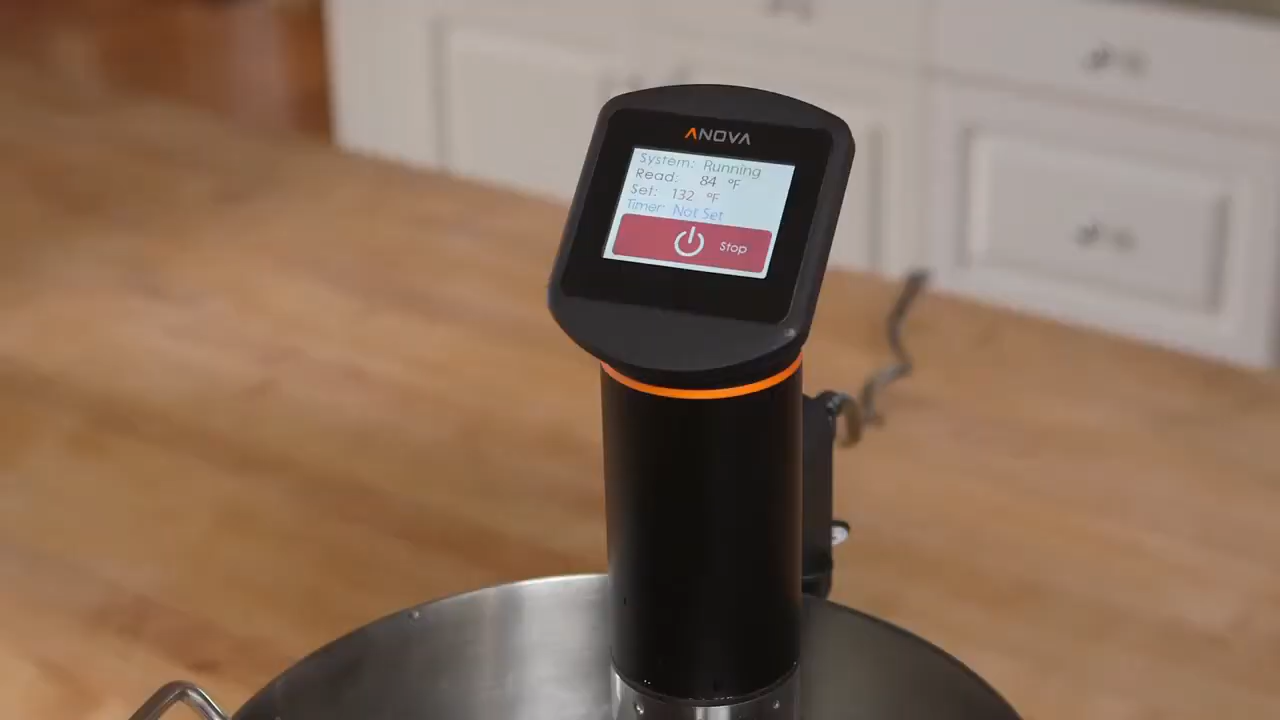 ANOVA
System: Running
Read: 84 °F
Set: 132 °F
Timer: Not Set
Stop